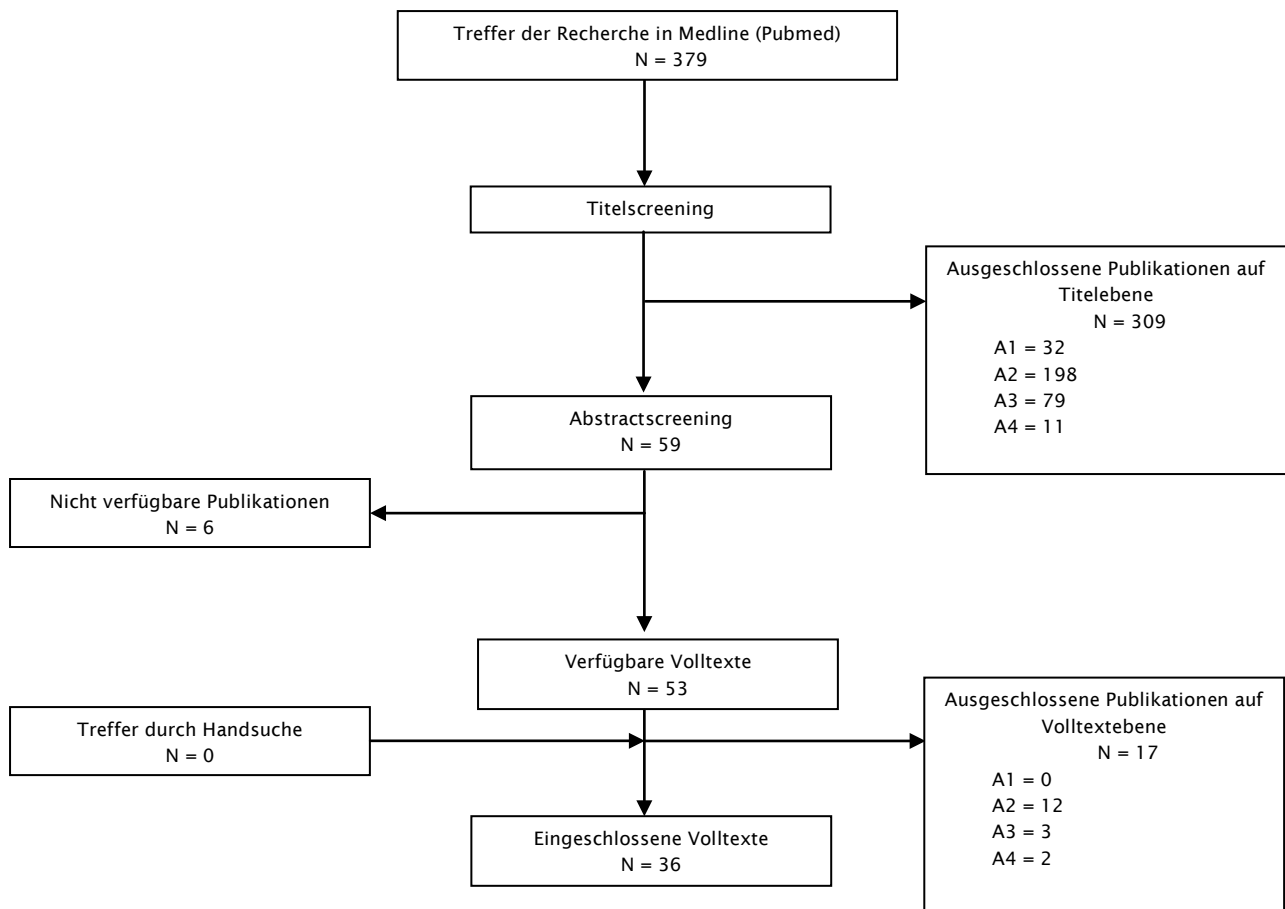 Treffer der Recherche in Medline (Pubmed)
N = 379
Titelscreening
Ausgeschlossene Publikationen auf
Titelebene
N = 309
A1 = 32
A2 = 198
A3 = 79
A4 = 11
Abstractscreening
N = 59
Nicht verfügbare Publikationen
N = 6
Verfügbare Volltexte
N = 53
Treffer durch Handsuche
N = 0
Ausgeschlossene Publikationen auf
Volltextebene
N = 17
A1 = 0
A2 = 12
A3 = 3
A4 = 2
Eingeschlossene Volltexte
N = 36